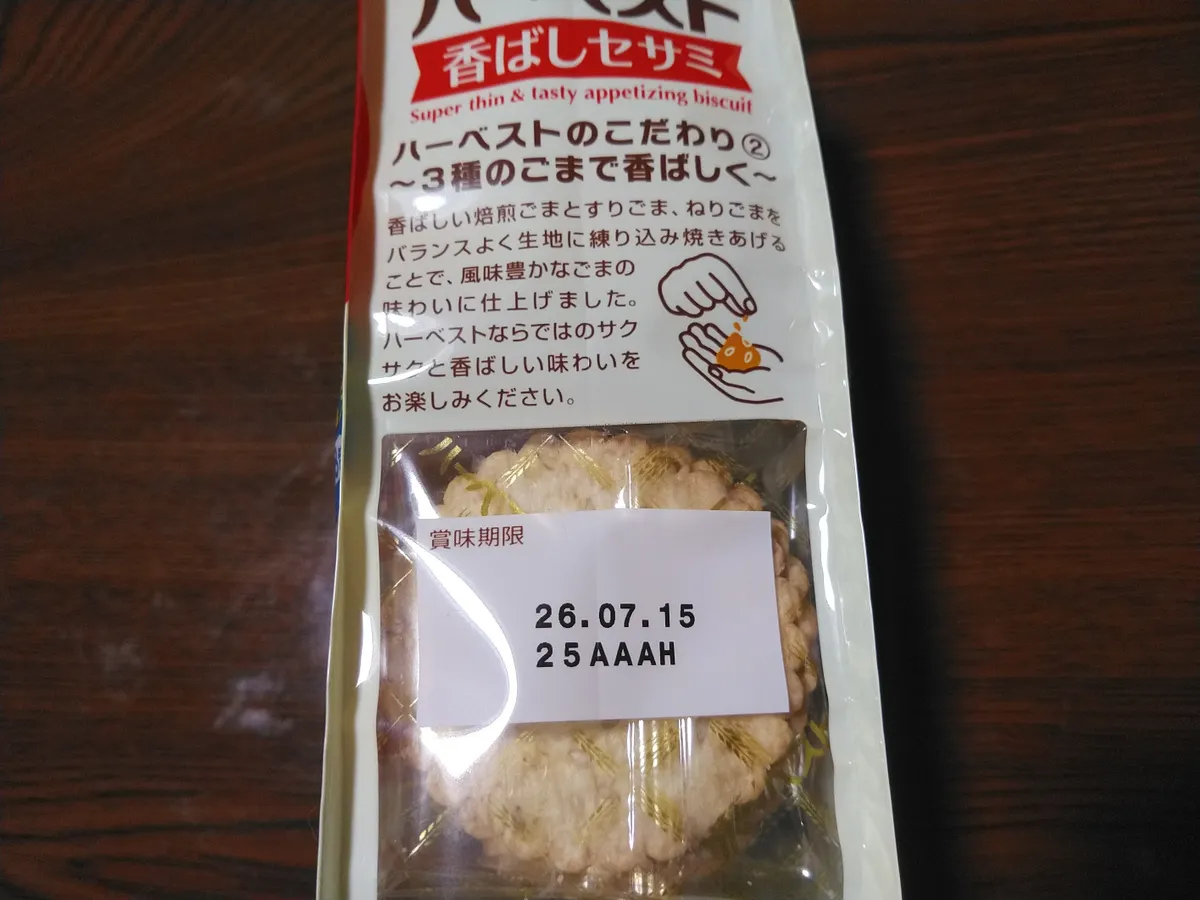 ハーベスト
香ばしセサミ
Super thin & tasty appetizing biscuit
ハーベストのこだわり②
～3種のごまで香ばしく～
香ばしい焙煎ごまとすりごま、ねりごまを
バランスよく生地に練り込み焼きあげる
ことで、風味豊かなごまの
味わいに仕上げました。
ハーベストならではのサク
サクと香ばしい味わいを
お楽しみください。
賞味期限
26.07.15
25AAAH